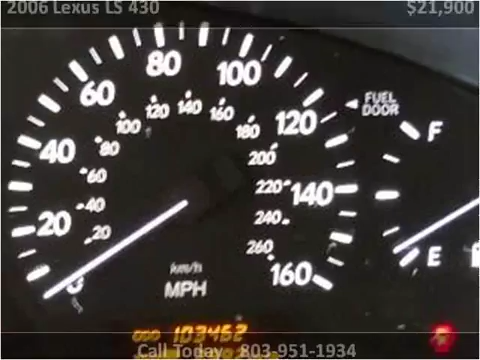 2006 Lexus LS 430 $21,900
80 100
60 120
120 140 160
100 180
40 80 200
60 220 140
20 40 240
20 260
160
km/h
MPH
FUEL
DOOR
F
E
ODO 103462
Call Today 803-951-1934